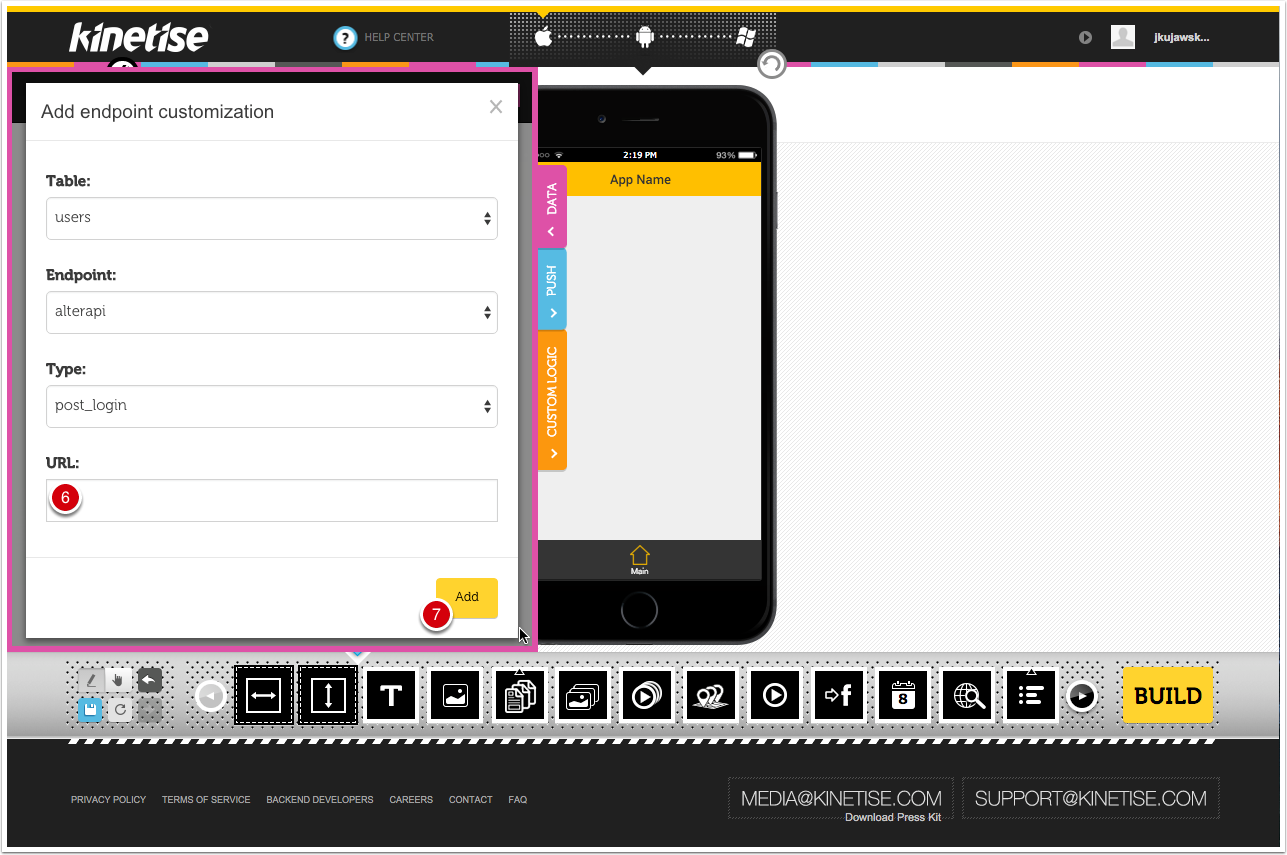 kinetise
? HELP CENTER
jkujawsk...
Add endpoint customization
Table:
users
Endpoint:
alterapi
Type:
post_login
URL:
6
Add
7
2:19 PM
93%
App Name
DATA
PUSH
CUSTOM LOGIC
Main
T
f
8
BUILD
PRIVACY POLICY TERMS OF SERVICE BACKEND DEVELOPERS CAREERS CONTACT FAQ
MEDIA@KINETISE.COM
Download Press Kit
SUPPORT@KINETISE.COM